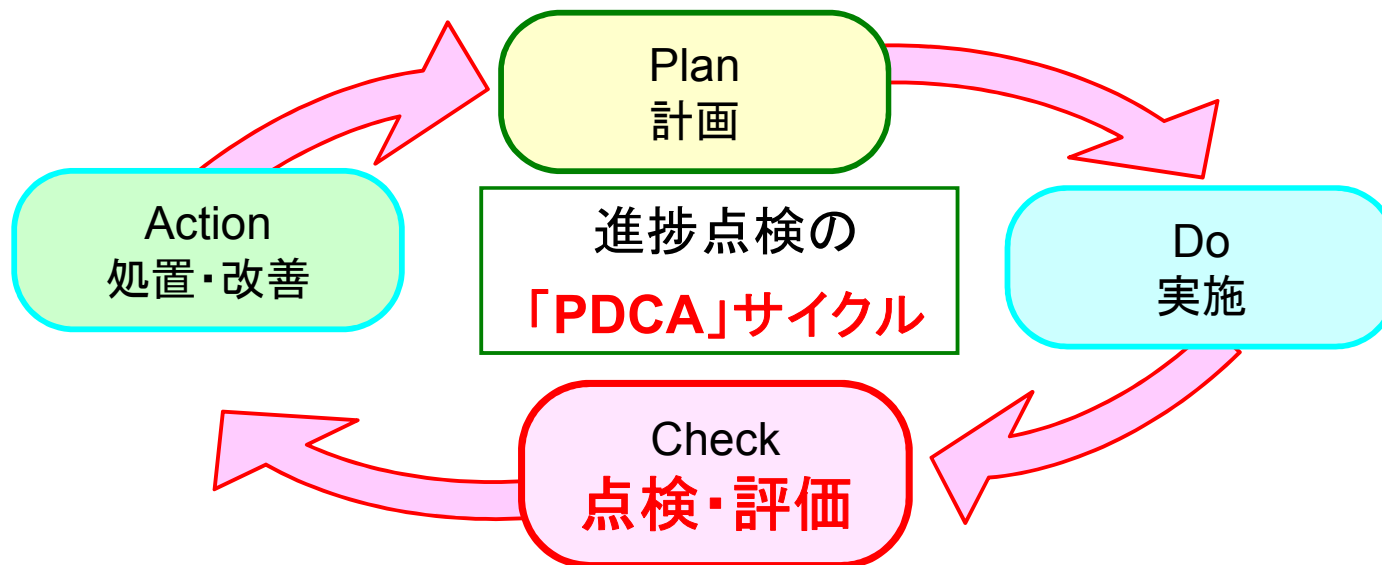 Plan
計画
Action
処置・改善
進捗点検の
「PDCA」サイクル
Do
実施
Check
点検・評価